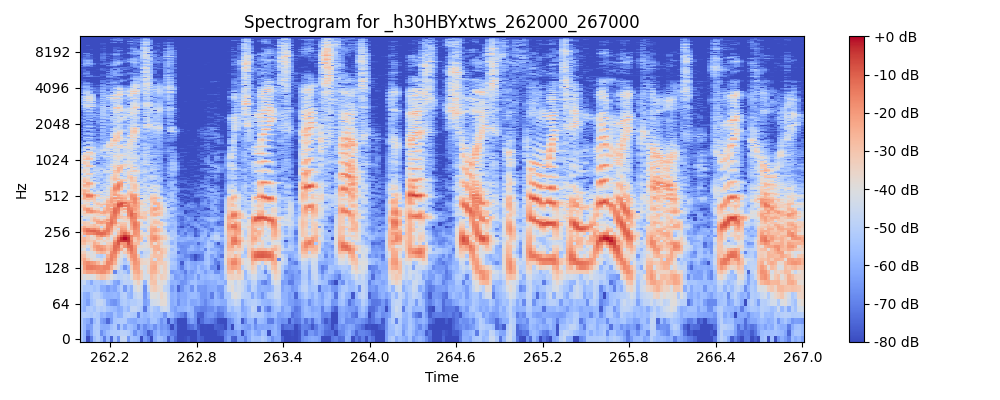 Spectrogram for _h30HBYxtws_262000_267000
8192
4096
2048
1024
512
256
128
64
0
Hz
262.2 262.8 263.4 264.0 264.6 265.2 265.8 266.4 267.0
Time
+0 dB
-10 dB
-20 dB
-30 dB
-40 dB
-50 dB
-60 dB
-70 dB
-80 dB